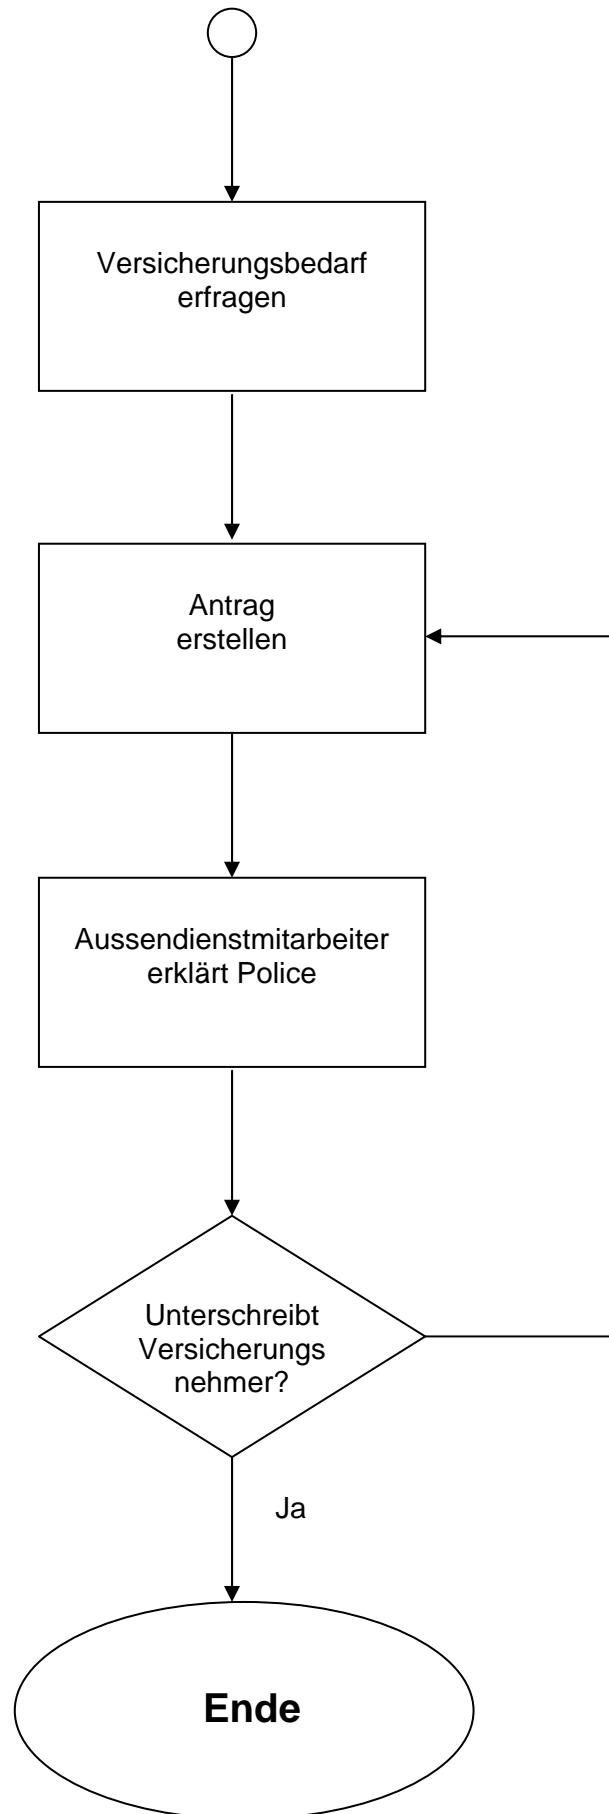 Versicherungsbedarf
erfragen
Antrag
erstellen
Aussendienstmitarbeiter
erklärt Police
Unterschreibt
Versicherungs
nehmer?
Ja
Ende